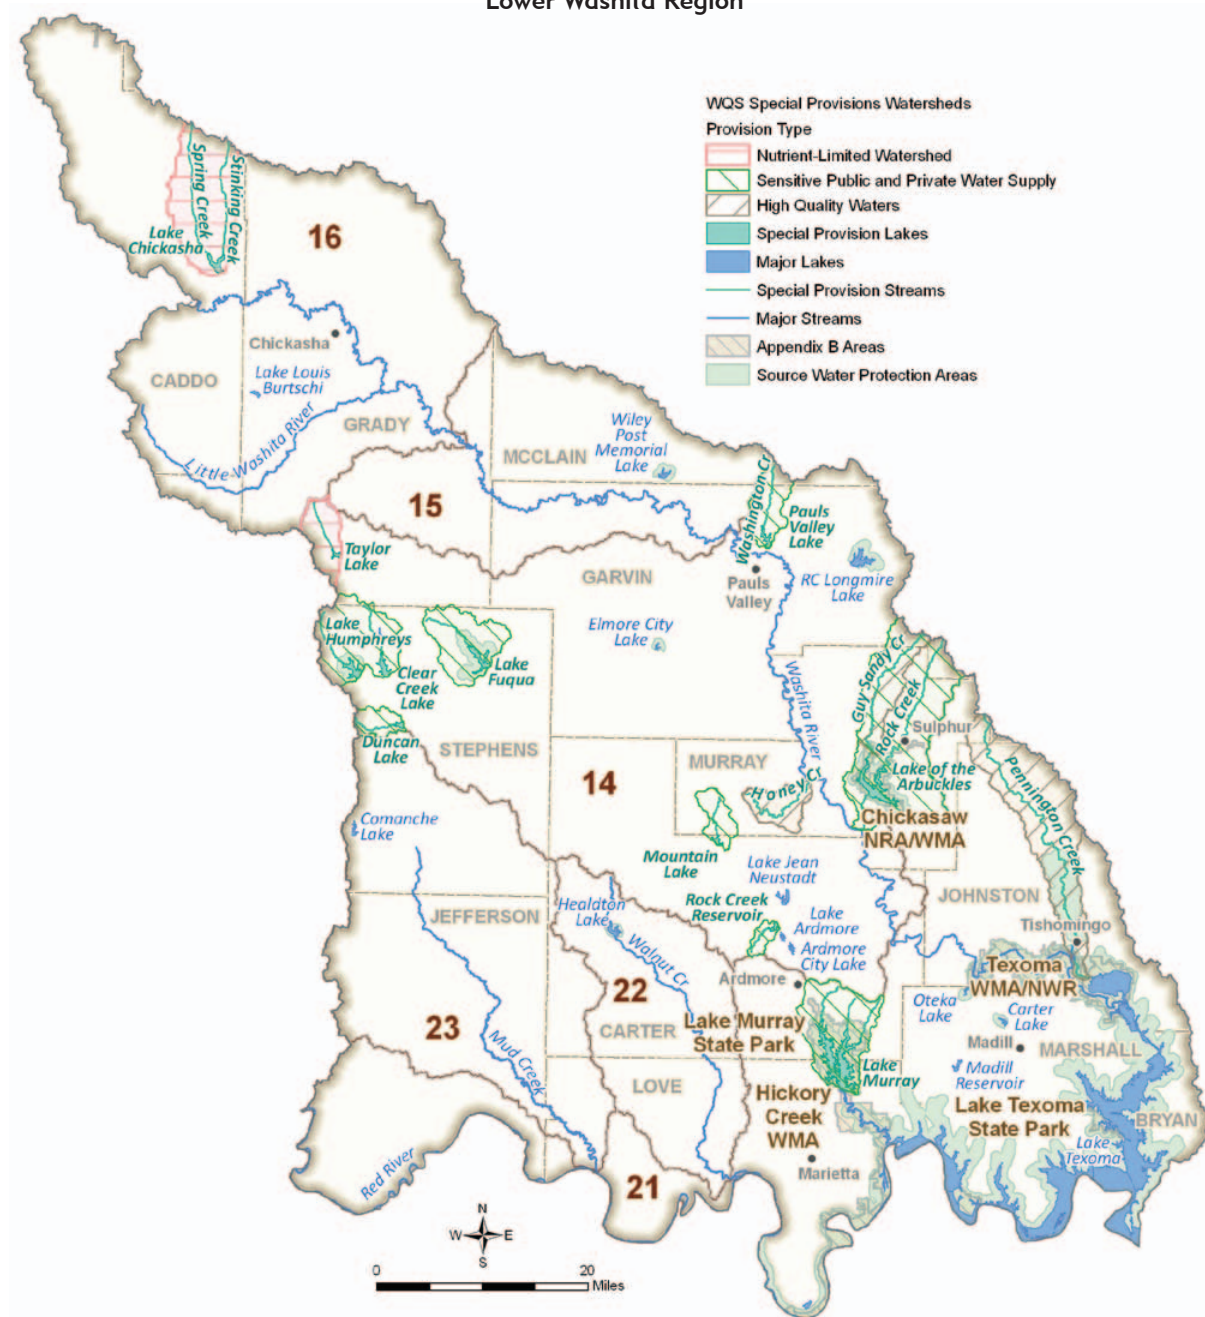 Lower Washita Region
WQS Special Provisions Watersheds
Provision Type
Nutrient-Limited Watershed
Sensitive Public and Private Water Supply
High Quality Waters
Special Provision Lakes
Major Lakes
Special Provision Streams
Major Streams
Appendix B Areas
Source Water Protection Areas
Spring Creek
Stinking Creek
Lake
Chickasha
16
Chickasha
Lake Louis
Burtschi
CADDO
GRADY
Little Washita River
MCCLAIN
Wiley
Post
Memorial
Lake
Washington Cr
15
Pauls
Valley
Lake
Taylor
Lake
GARVIN
Pauls
Valley
RC Longmire
Lake
Elmore City
Lake
Lake
Humphreys
Clear
Creek
Lake
Lake
Fuqua
Washita River
Guy Sandy Cr
Rock Creek
Sulphur
Duncan
Lake
STEPHENS
14
MURRAY
Honey Cr
Lake of the
Arbuckles
Pennington Creek
Chickasaw
NRA/WMA
Comanche
Lake
Mountain
Lake
Lake Jean
Neustadt
JEFFERSON
Healdton
Lake
Rock Creek
Reservoir
Lake
Ardmore
Ardmore
City Lake
JOHNSTON
Tishomingo
Walnut Cr
Ardmore
Texoma
WMA/NWR
22
23
CARTER
Lake Murray
State Park
Oteka
Lake
Carter
Lake
Madill
MARSHALL
Mud Creek
LOVE
Lake
Murray
Madill
Reservoir
Hickory
Creek
WMA
Lake Texoma
State Park
BRYAN
Lake
Texoma
Marietta
Red River
21
N
W
E
S
0
20
Miles